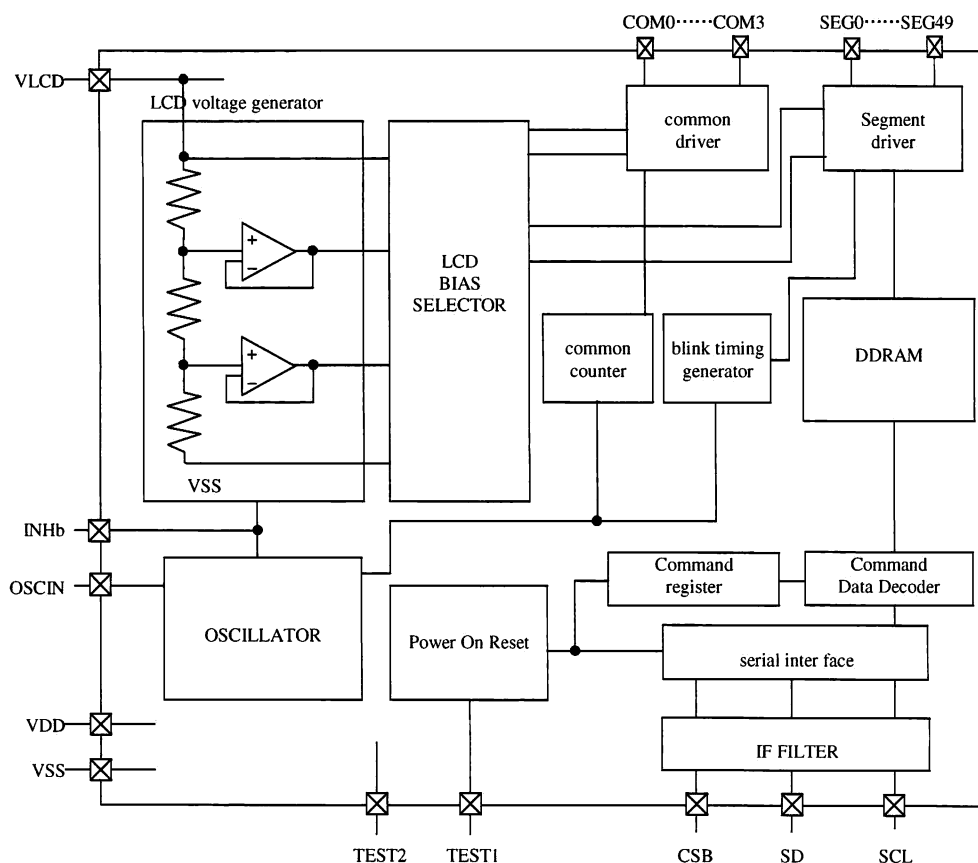 COM0······COM3
SEG0······SEG49
VLCD
LCD voltage generator
common
driver
Segment
driver
+
−
LCD
BIAS
SELECTOR
common
counter
blink timing
generator
DDRAM
+
−
VSS
INHb
OSCIN
OSCILLATOR
Power On Reset
Command
register
Command
Data Decoder
serial inter face
VDD
VSS
IF FILTER
TEST2
TEST1
CSB
SD
SCL